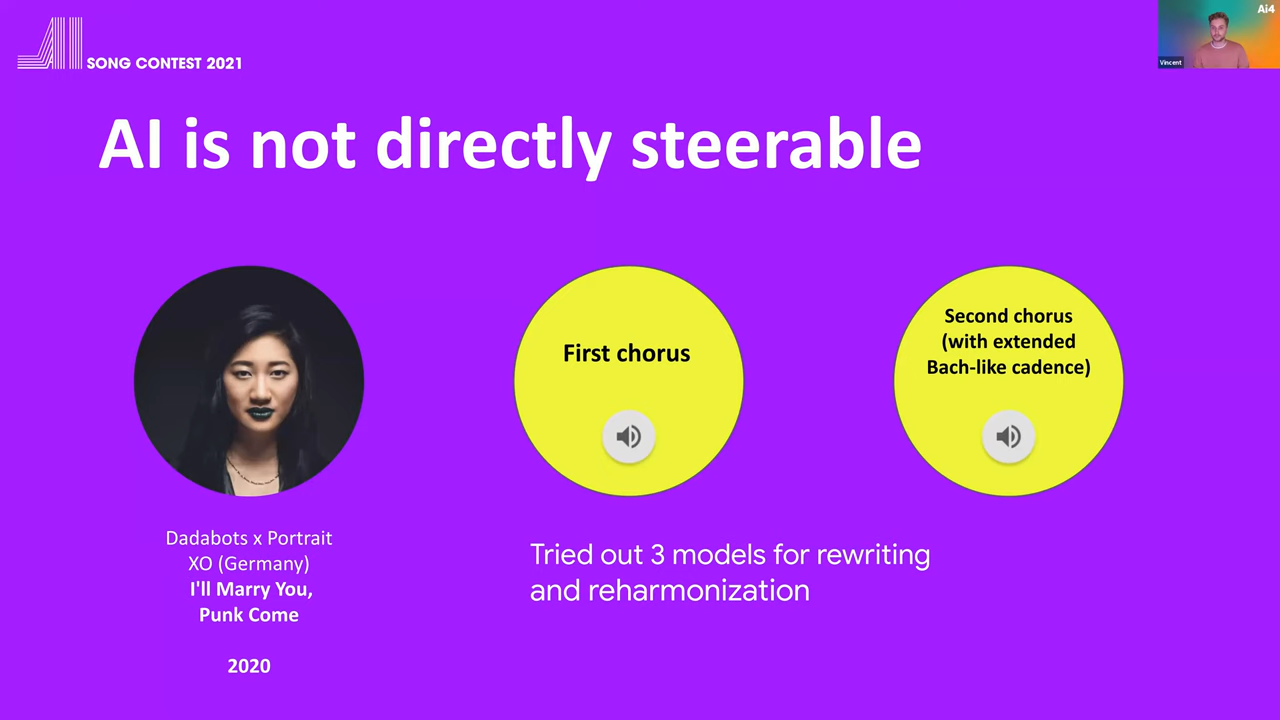 AI SONG CONTEST 2021
Ai4
Vincent
AI is not directly steerable
First chorus
Second chorus
(with extended
Bach-like cadence)
Dadabots x Portrait
XO (Germany)
I'll Marry You,
Punk Come
2020
Tried out 3 models for rewriting
and reharmonization